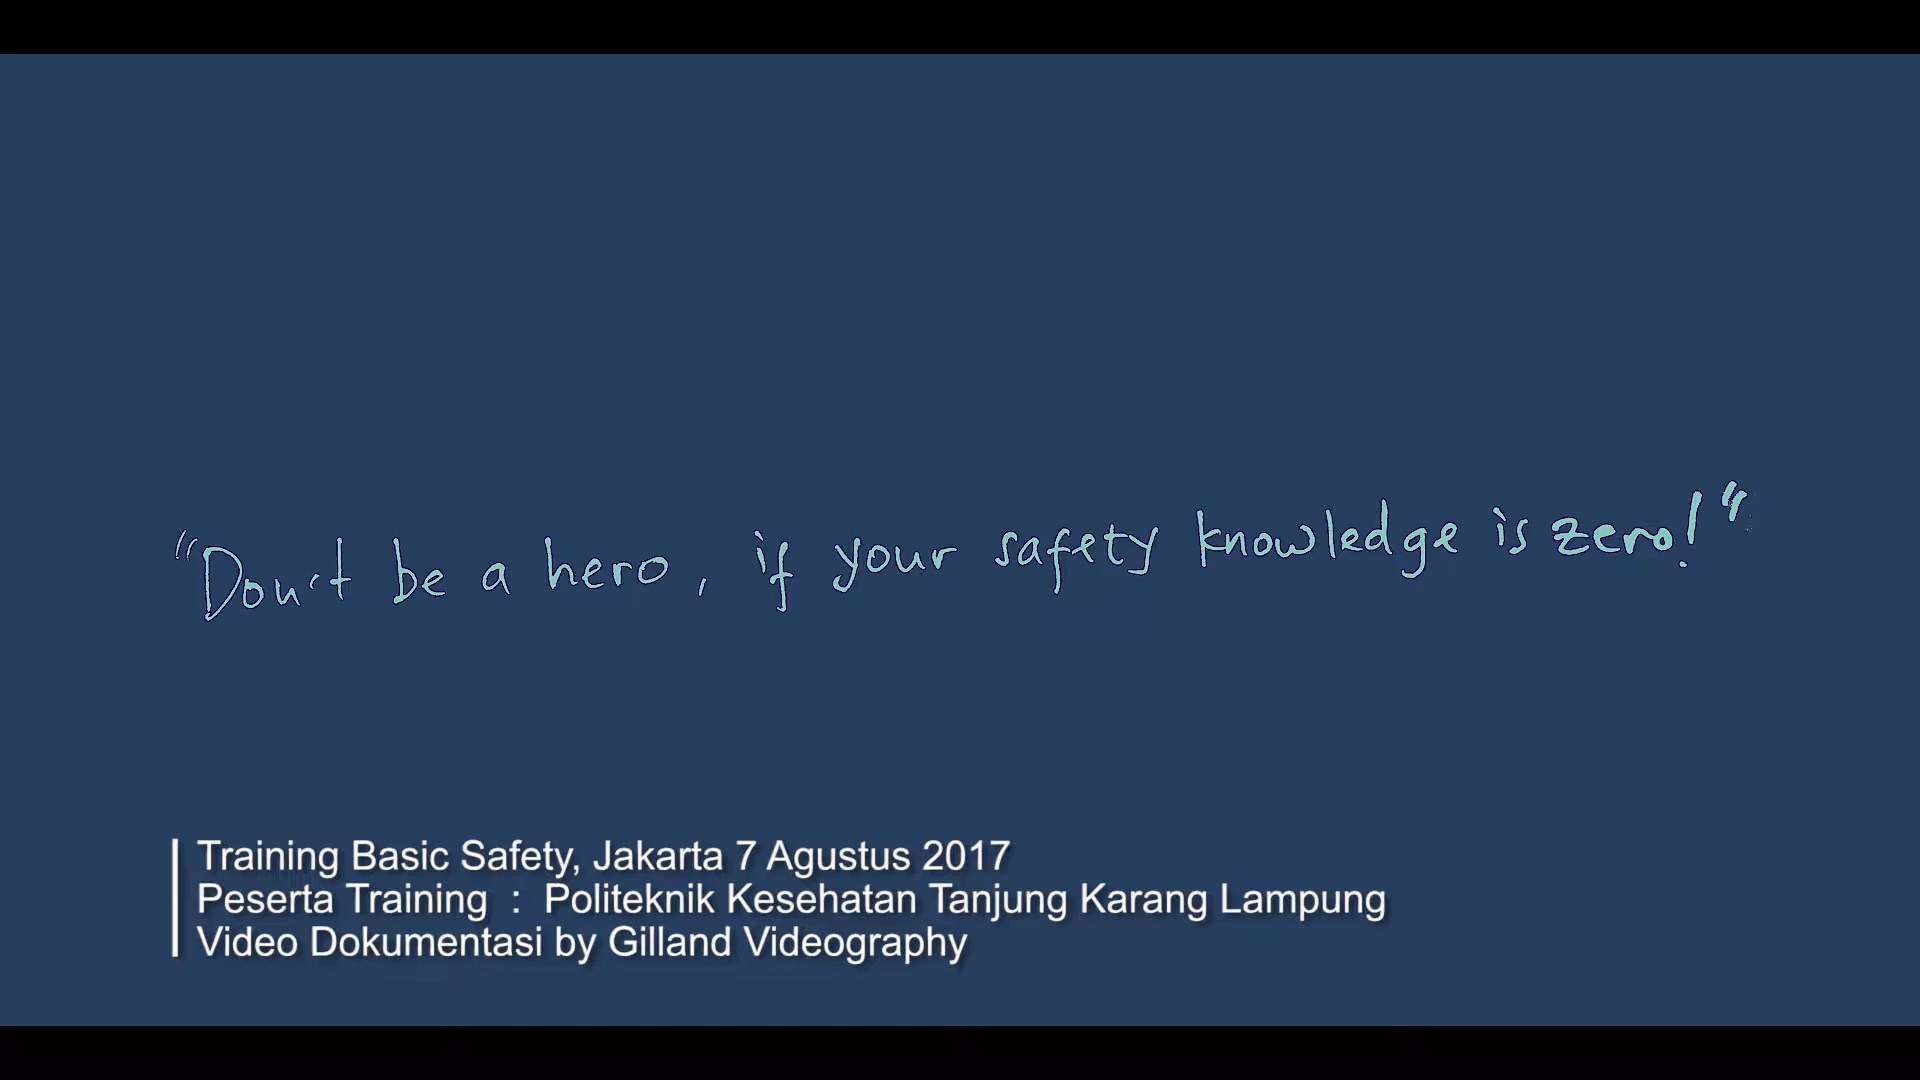 "Don't be a hero, if your safety knowledge is zero!"
Training Basic Safety, Jakarta 7 Agustus 2017
Peserta Training : Politeknik Kesehatan Tanjung Karang Lampung
Video Dokumentasi by Gilland Videography